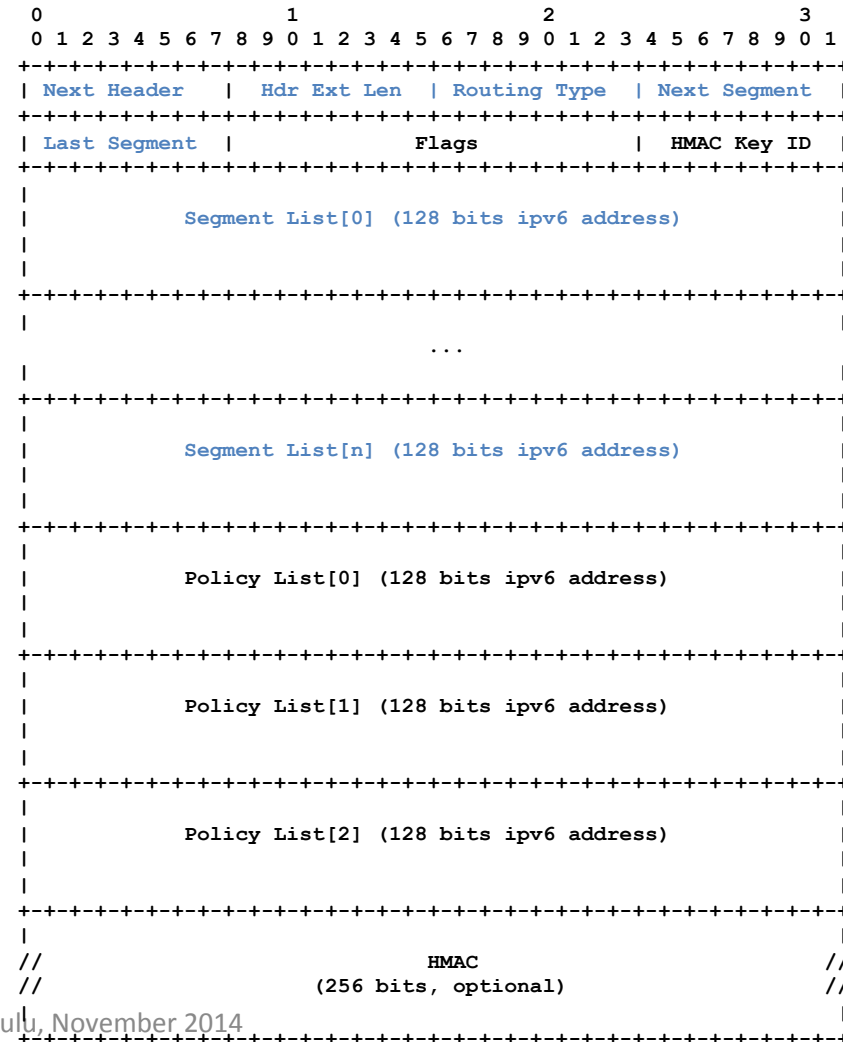 0 1 2 3
0 1 2 3 4 5 6 7 8 9 0 1 2 3 4 5 6 7 8 9 0 1 2 3 4 5 6 7 8 9 0 1
+-+-+-+-+-+-+-+-+-+-+-+-+-+-+-+-+-+-+-+-+-+-+-+-+-+-+-+-+-+-+-+-+
| Next Header | Hdr Ext Len | Routing Type | Next Segment |
+-+-+-+-+-+-+-+-+-+-+-+-+-+-+-+-+-+-+-+-+-+-+-+-+-+-+-+-+-+-+-+-+
| Last Segment | Flags | HMAC Key ID |
+-+-+-+-+-+-+-+-+-+-+-+-+-+-+-+-+-+-+-+-+-+-+-+-+-+-+-+-+-+-+-+-+
| |
| Segment List[0] (128 bits ipv6 address) |
| |
| |
+-+-+-+-+-+-+-+-+-+-+-+-+-+-+-+-+-+-+-+-+-+-+-+-+-+-+-+-+-+-+-+-+
| |
...
| |
+-+-+-+-+-+-+-+-+-+-+-+-+-+-+-+-+-+-+-+-+-+-+-+-+-+-+-+-+-+-+-+-+
| |
| Segment List[n] (128 bits ipv6 address) |
| |
| |
+-+-+-+-+-+-+-+-+-+-+-+-+-+-+-+-+-+-+-+-+-+-+-+-+-+-+-+-+-+-+-+-+
| |
| Policy List[0] (128 bits ipv6 address) |
| |
| |
+-+-+-+-+-+-+-+-+-+-+-+-+-+-+-+-+-+-+-+-+-+-+-+-+-+-+-+-+-+-+-+-+
| |
| Policy List[1] (128 bits ipv6 address) |
| |
| |
+-+-+-+-+-+-+-+-+-+-+-+-+-+-+-+-+-+-+-+-+-+-+-+-+-+-+-+-+-+-+-+-+
| |
| Policy List[2] (128 bits ipv6 address) |
| |
| |
+-+-+-+-+-+-+-+-+-+-+-+-+-+-+-+-+-+-+-+-+-+-+-+-+-+-+-+-+-+-+-+-+
| |
// HMAC //
// (256 bits, optional) //
| |
ulu, November 2014
+-+-+-+-+-+-+-+-+-+-+-+-+-+-+-+-+-+-+-+-+-+-+-+-+-+-+-+-+-+-+-+-+